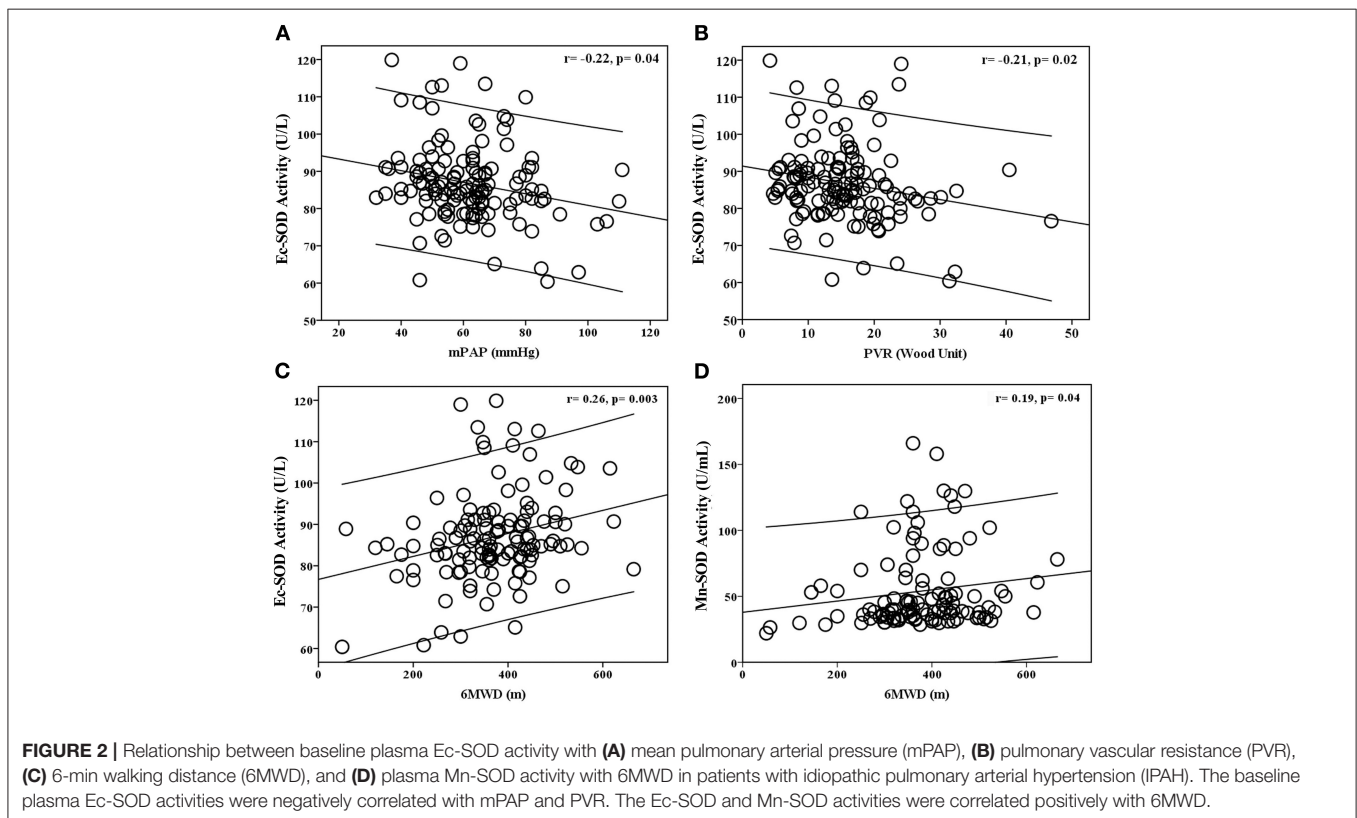 A
r= -0.22, p= 0.04
120
110
100
90
80
70
60
50
Ec-SOD Activity (U/L)
20 40 60 80 100 120
mPAP (mmHg)
B
r= -0.21, p= 0.02
120
110
100
90
80
70
60
50
Ec-SOD Activity (U/L)
0 10 20 30 40 50
PVR (Wood Unit)
C
r= 0.26, p= 0.003
120
110
100
90
80
70
60
Ec-SOD Activity (U/L)
0 200 400 600
6MWD (m)
D
r= 0.19, p= 0.04
200
150
100
50
0
Mn-SOD Activity (U/mL)
0 200 400 600
6MWD (m)
FIGURE 2 | Relationship between baseline plasma Ec-SOD activity with (A) mean pulmonary arterial pressure (mPAP), (B) pulmonary vascular resistance (PVR),
(C) 6-min walking distance (6MWD), and (D) plasma Mn-SOD activity with 6MWD in patients with idiopathic pulmonary arterial hypertension (IPAH). The baseline
plasma Ec-SOD activities were negatively correlated with mPAP and PVR. The Ec-SOD and Mn-SOD activities were correlated positively with 6MWD.